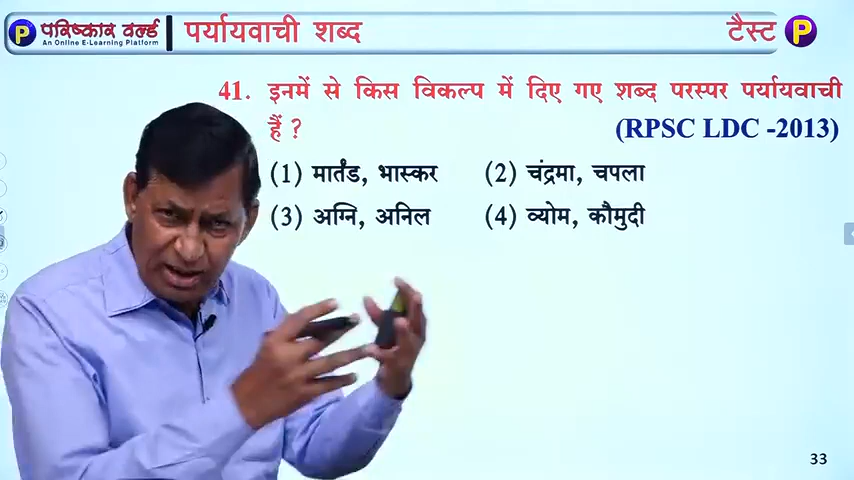 परिष्कार वर्ल्ड
An Online E-Learning Platform
पर्यायवाची शब्द
टैस्ट P
41. इनमें से किस विकल्प में दिए गए शब्द परस्पर पर्यायवाची
हैं ? (RPSC LDC -2013)
(1) मार्तंड, भास्कर (2) चंद्रमा, चपला
(3) अग्नि, अनिल (4) व्योम, कौमुदी
33